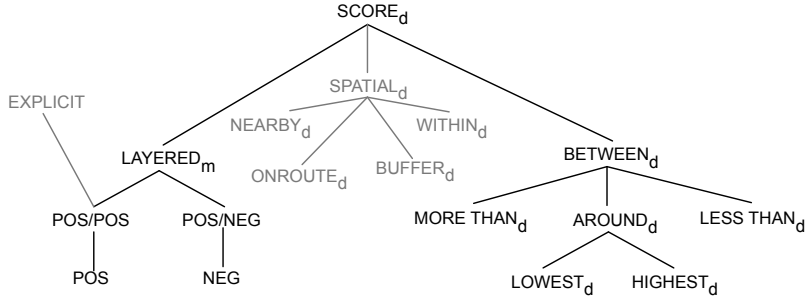 SCORE_d
SPATIAL_d
EXPLICIT
NEARBY_d WITHIN_d
LAYERED_m ONROUTE_d BUFFER_d BETWEEN_d
POS/POS POS/NEG MORE THAN_d AROUND_d LESS THAN_d
POS NEG LOWEST_d HIGHEST_d